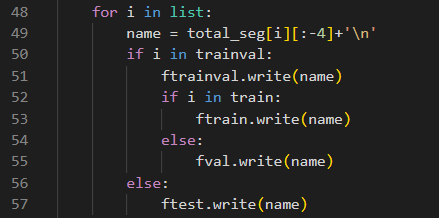 48 for i in list:
49 name = total_seg[i][:-4]+'\n'
50 if i in trainval:
51 ftrainval.write(name)
52 if i in train:
53 ftrain.write(name)
54 else:
55 fval.write(name)
56 else:
57 ftest.write(name)